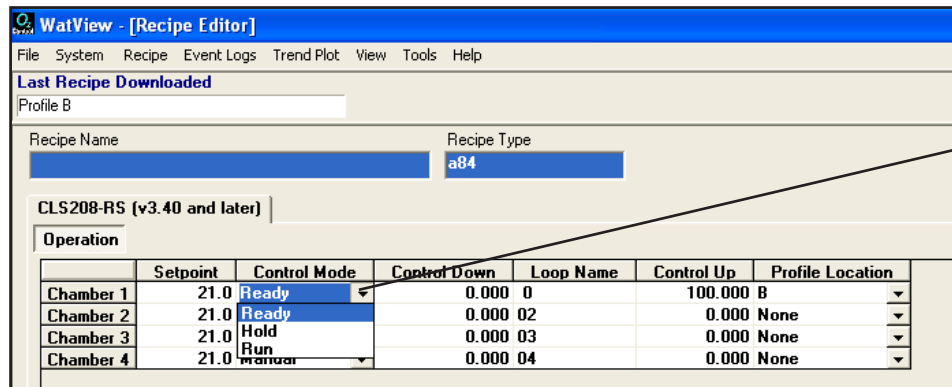 WatView - [Recipe Editor]
File System Recipe Event Logs Trend Plot View Tools Help
Last Recipe Downloaded
Profile B
Recipe Name Recipe Type
a84
CLS208-RS (v3.40 and later)
Operation
Setpoint Control Mode Control Down Loop Name Control Up Profile Location
Chamber 1 21.0 Ready 0.000 0 100.000 B
Chamber 2 21.0 Ready 0.000 02 0.000 None
Chamber 3 21.0 Hold 0.000 03 0.000 None
Run
Chamber 4 21.0 Manual 0.000 04 0.000 None